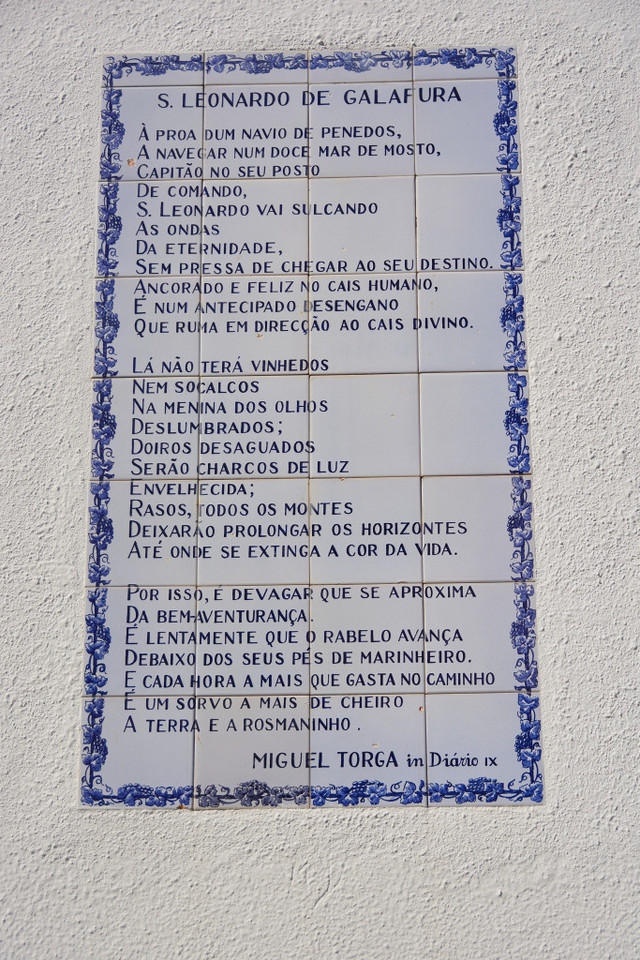 S. LEONARDO DE GALAFURA
À PROA DUM NAVIO DE PENEDOS,
A NAVEGAR NUM DOCE MAR DE MOSTO,
CAPITÃO NO SEU POSTO
DE COMANDO,
S. LEONARDO VAI SULCANDO
AS ONDAS
DA ETERNIDADE,
SEM PRESSA DE CHEGAR AO SEU DESTINO.
ANCORADO E FELIZ NO CAIS HUMANO,
É NUM ANTECIPADO DESENGANO
QUE RUMA EM DIRECÇÃO AO CAIS DIVINO.
LÁ NÃO TERÁ VINHEDOS
NEM SOCALCOS
NA MENINA DOS OLHOS
DESLUMBRADOS;
DOIROS DESAGUADOS
SERÃO CHARCOS DE LUZ
ENVELHECIDA;
RASOS, TODOS OS MONTES
DEIXARÃO PROLONGAR OS HORIZONTES
ATÉ ONDE SE EXTINGA A COR DA VIDA.
POR ISSO, É DEVAGAR QUE SE APROXIMA
DA BEM-AVENTURANÇA.
É LENTAMENTE QUE O RABELO AVANÇA
DEBAIXO DOS SEUS PÉS DE MARINHEIRO.
E CADA HORA A MAIS QUE GASTA NO CAMINHO
É UM SORVO A MAIS DE CHEIRO
A TERRA E A ROSMANINHO.
MIGUEL TORGA in Diário IX